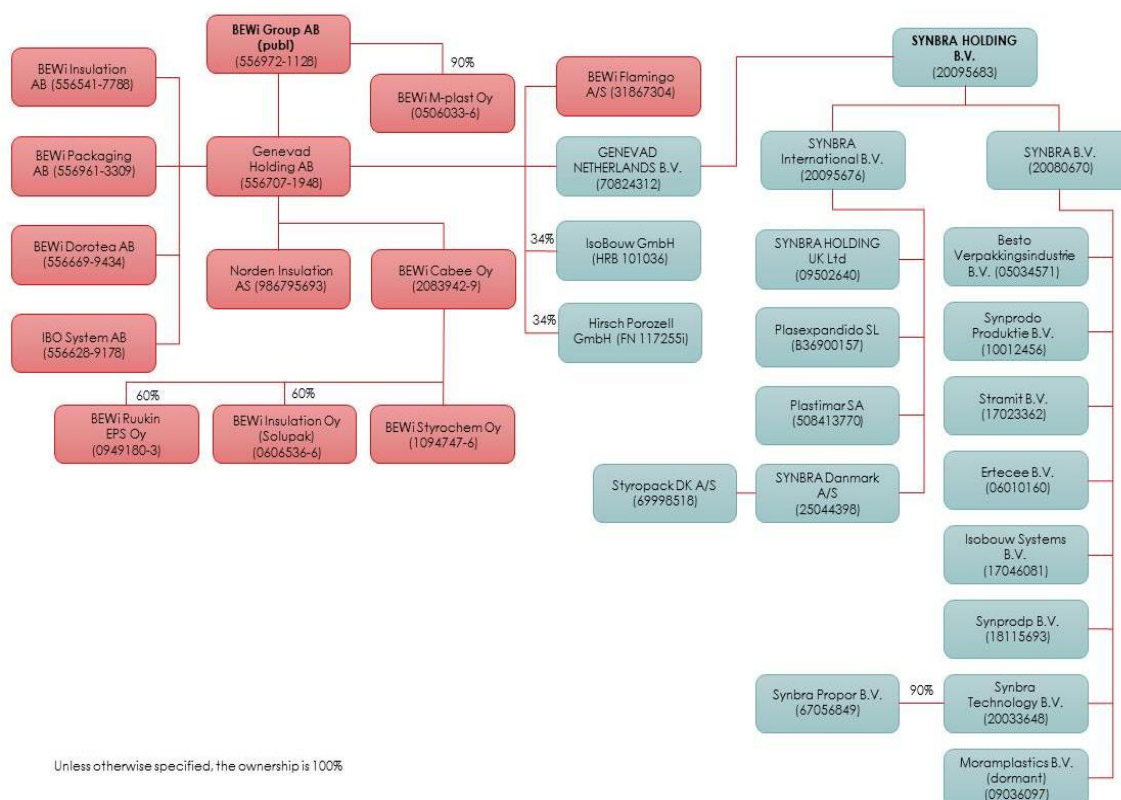 BEWi Group AB
(publ)
(556972-1128)
90%
BEWi M-plast Oy
(0506033-6)
BEWi Insulation
AB (556541-7788)
BEWi Packaging
AB (556961-3309)
BEWi Dorotea AB
(556669-9434)
IBO System AB
(556628-9178)
Genevad
Holding AB
(556707-1948)
Norden Insulation
AS (986795693)
BEWi Cabee Oy
(2083942-9)
60%
BEWi Ruukin
EPS Oy
(0949180-3)
60%
BEWi Insulation Oy
(Solupak)
(0606536-6)
BEWi Styrochem Oy
(1094747-6)
BEWi Flamingo
A/S (31867304)
GENEVAD
NETHERLANDS B.V.
(70824312)
34%
IsoBouw GmbH
(HRB 101036)
34%
Hirsch Porozell
GmbH (FN 117255i)
SYNBRA HOLDING
B.V.
(20095683)
SYNBRA
International B.V.
(20095676)
SYNBRA B.V.
(20080670)
SYNBRA HOLDING
UK Ltd
(09502640)
Plasexpandido SL
(B36900157)
Plastimar SA
(508413770)
SYNBRA Danmark
A/S
(25044398)
Styropack DK A/S
(69998518)
Besto
Verpakkingsindustrie
B.V. (05034571)
Synprodo
Produktie B.V.
(10012456)
Stramit B.V.
(17023362)
Ertecee B.V.
(06010160)
Isobouw Systems
B.V.
(17046081)
Synprodp B.V.
(18115693)
Synbra
Technology B.V.
(20033648)
90%
Synbra Propor B.V.
(67056849)
Moramplastics B.V.
(dormant)
(09036097)
Unless otherwise specified, the ownership is 100%